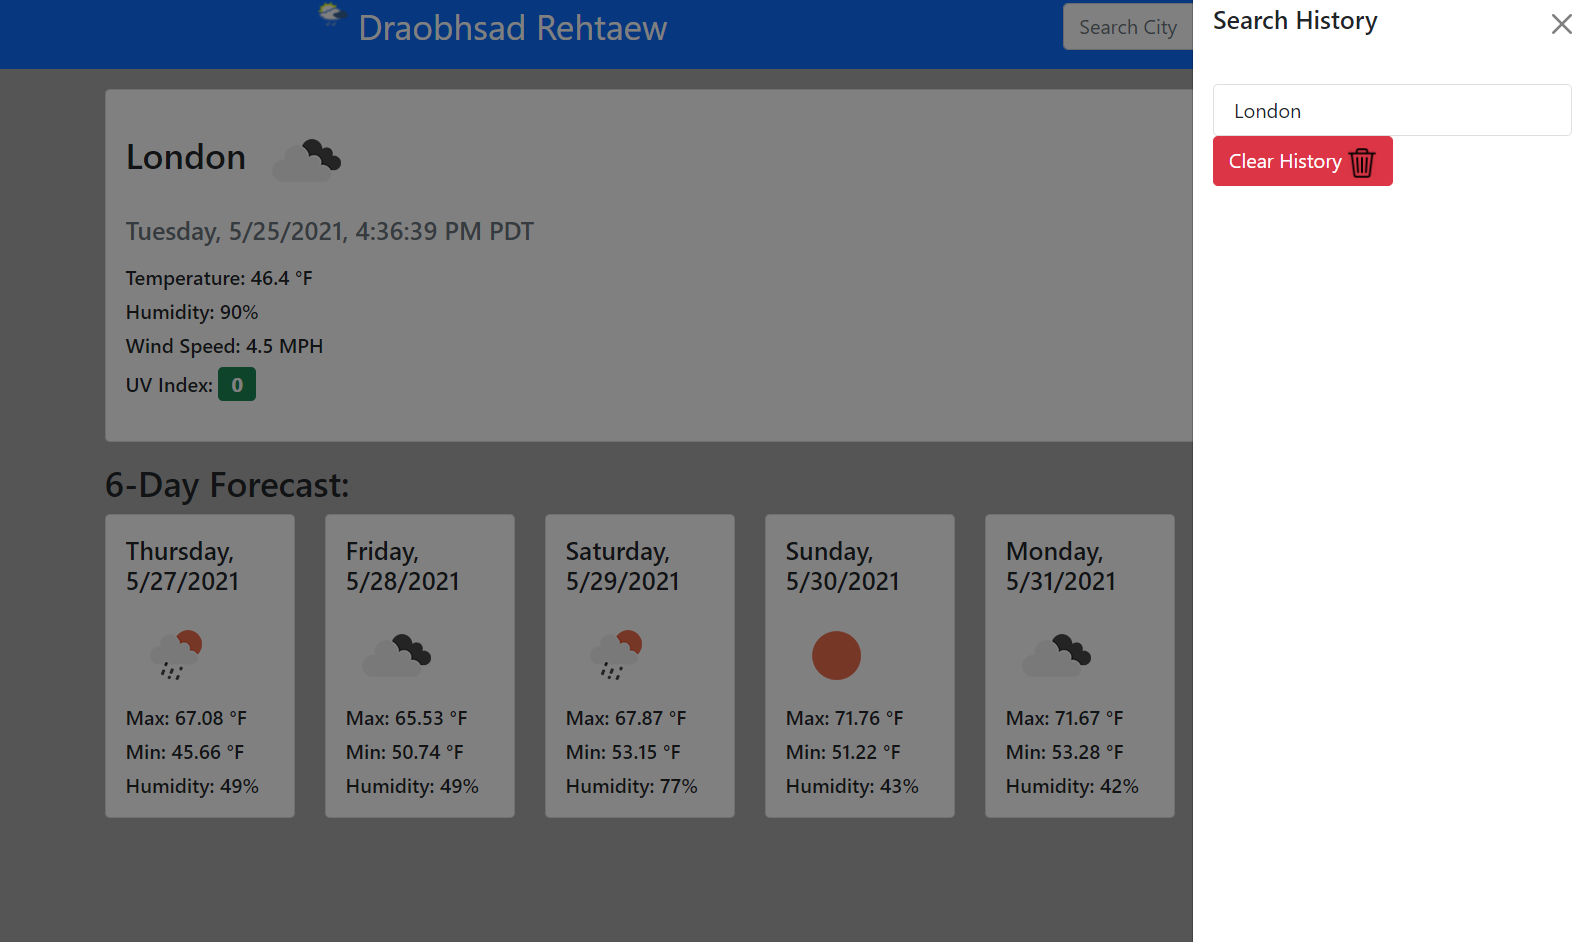 Draobhsad Rehtaew
Search City
London
Tuesday, 5/25/2021, 4:36:39 PM PDT
Temperature: 46.4 °F
Humidity: 90%
Wind Speed: 4.5 MPH
UV Index: 0
6-Day Forecast:
Thursday,
5/27/2021
Max: 67.08 °F
Min: 45.66 °F
Humidity: 49%
Friday,
5/28/2021
Max: 65.53 °F
Min: 50.74 °F
Humidity: 49%
Saturday,
5/29/2021
Max: 67.87 °F
Min: 53.15 °F
Humidity: 77%
Sunday,
5/30/2021
Max: 71.76 °F
Min: 51.22 °F
Humidity: 43%
Monday,
5/31/2021
Max: 71.67 °F
Min: 53.28 °F
Humidity: 42%
Search History
London
Clear History